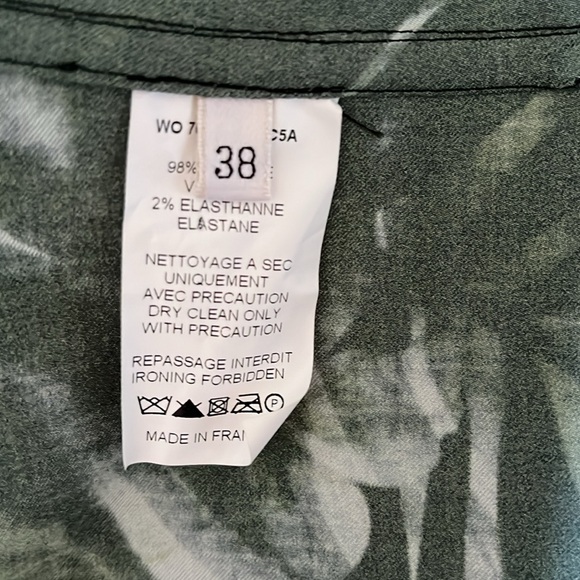 WO 7
C5A
38
98%
V
2% ELASTHANNE
ELASTANE
NETTOYAGE A SEC
UNIQUEMENT
AVEC PRECAUTION
DRY CLEAN ONLY
WITH PRECAUTION
REPASSAGE INTERDIT
IRONING FORBIDDEN
P
MADE IN FRA